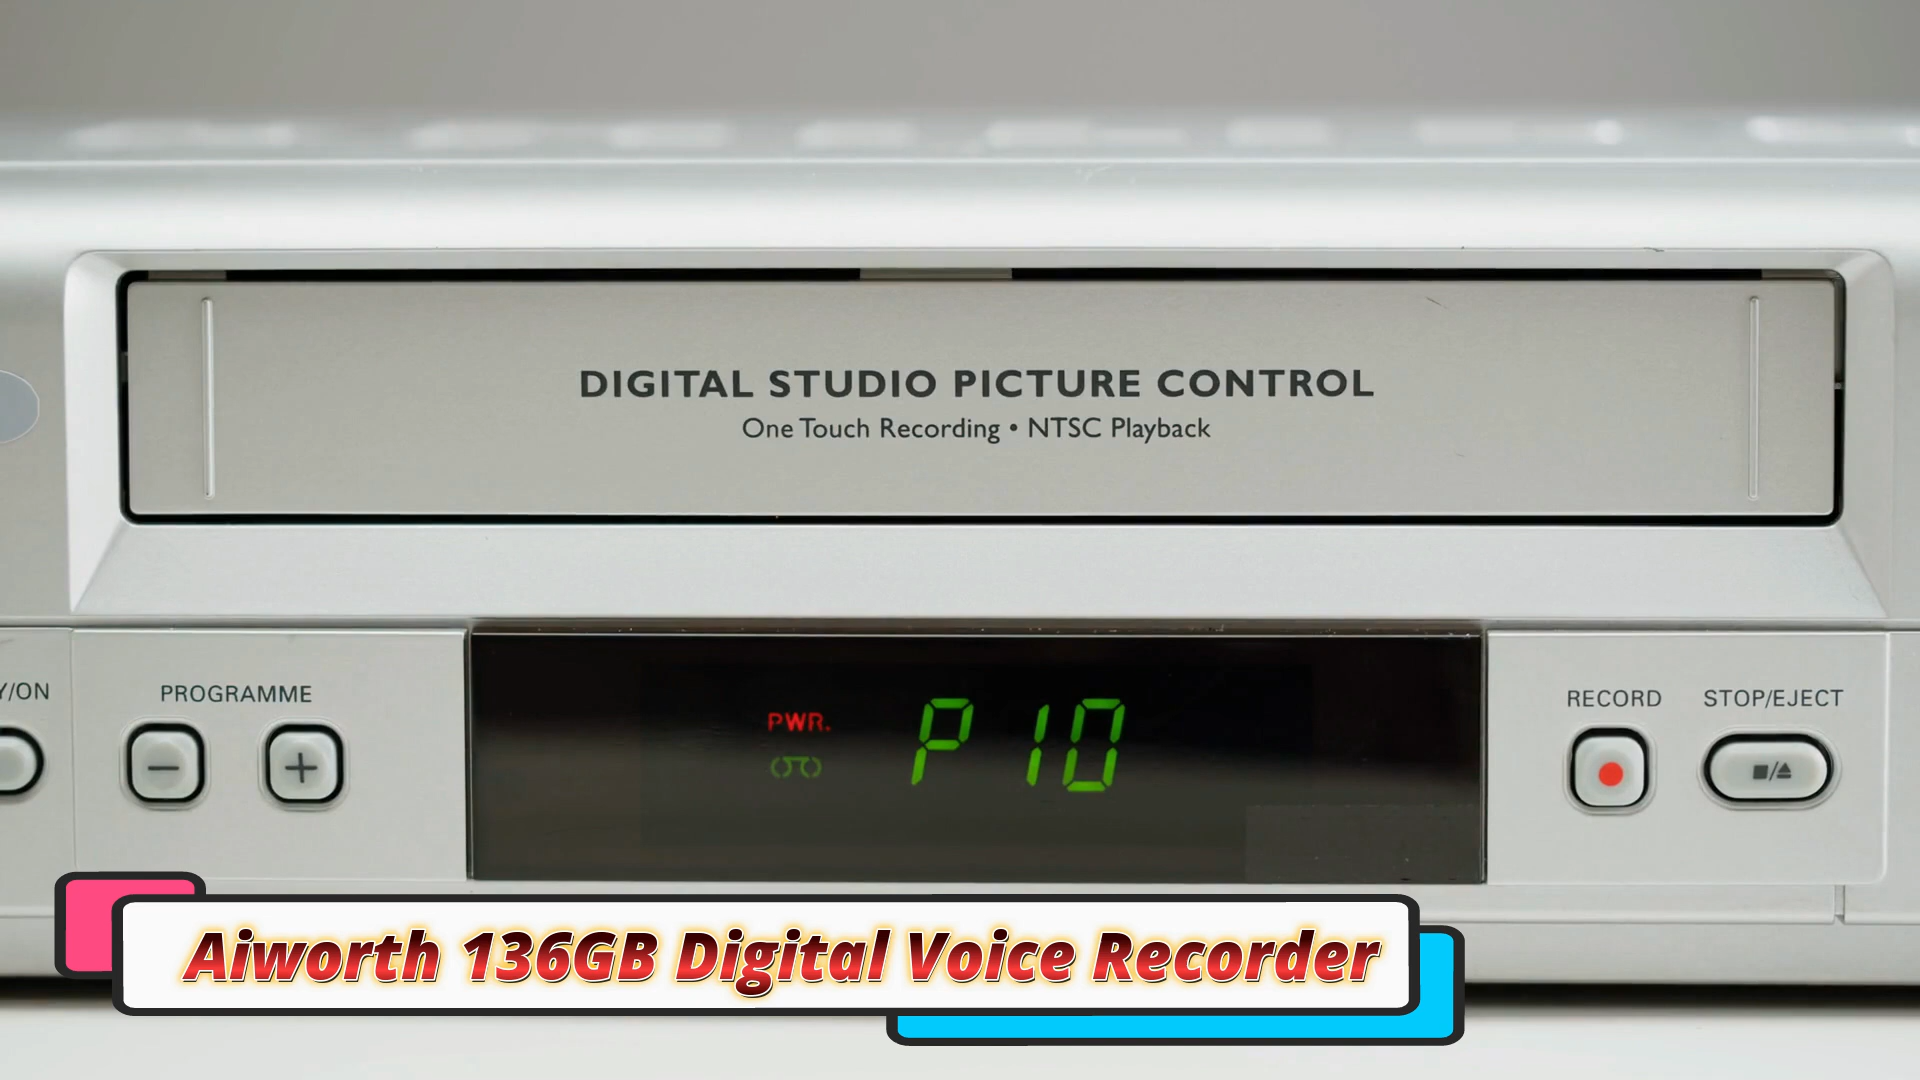 DIGITAL STUDIO PICTURE CONTROL
One Touch Recording • NTSC Playback
Y/ON
PROGRAMME
PWR.
P 10
RECORD
STOP/EJECT
Aiworth 136GB Digital Voice Recorder